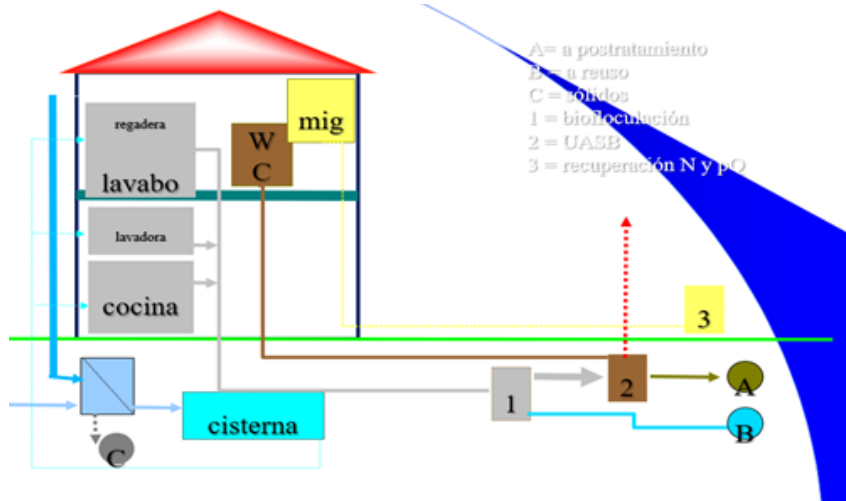 A= a postratamiento
B = a reuso
C = sólidos
1 = biofloculación
2 = UASB
3 = recuperación N y pO
regadera
lavabo
W
C
mig
lavadora
cocina
3
1
2
A
B
cisterna
C